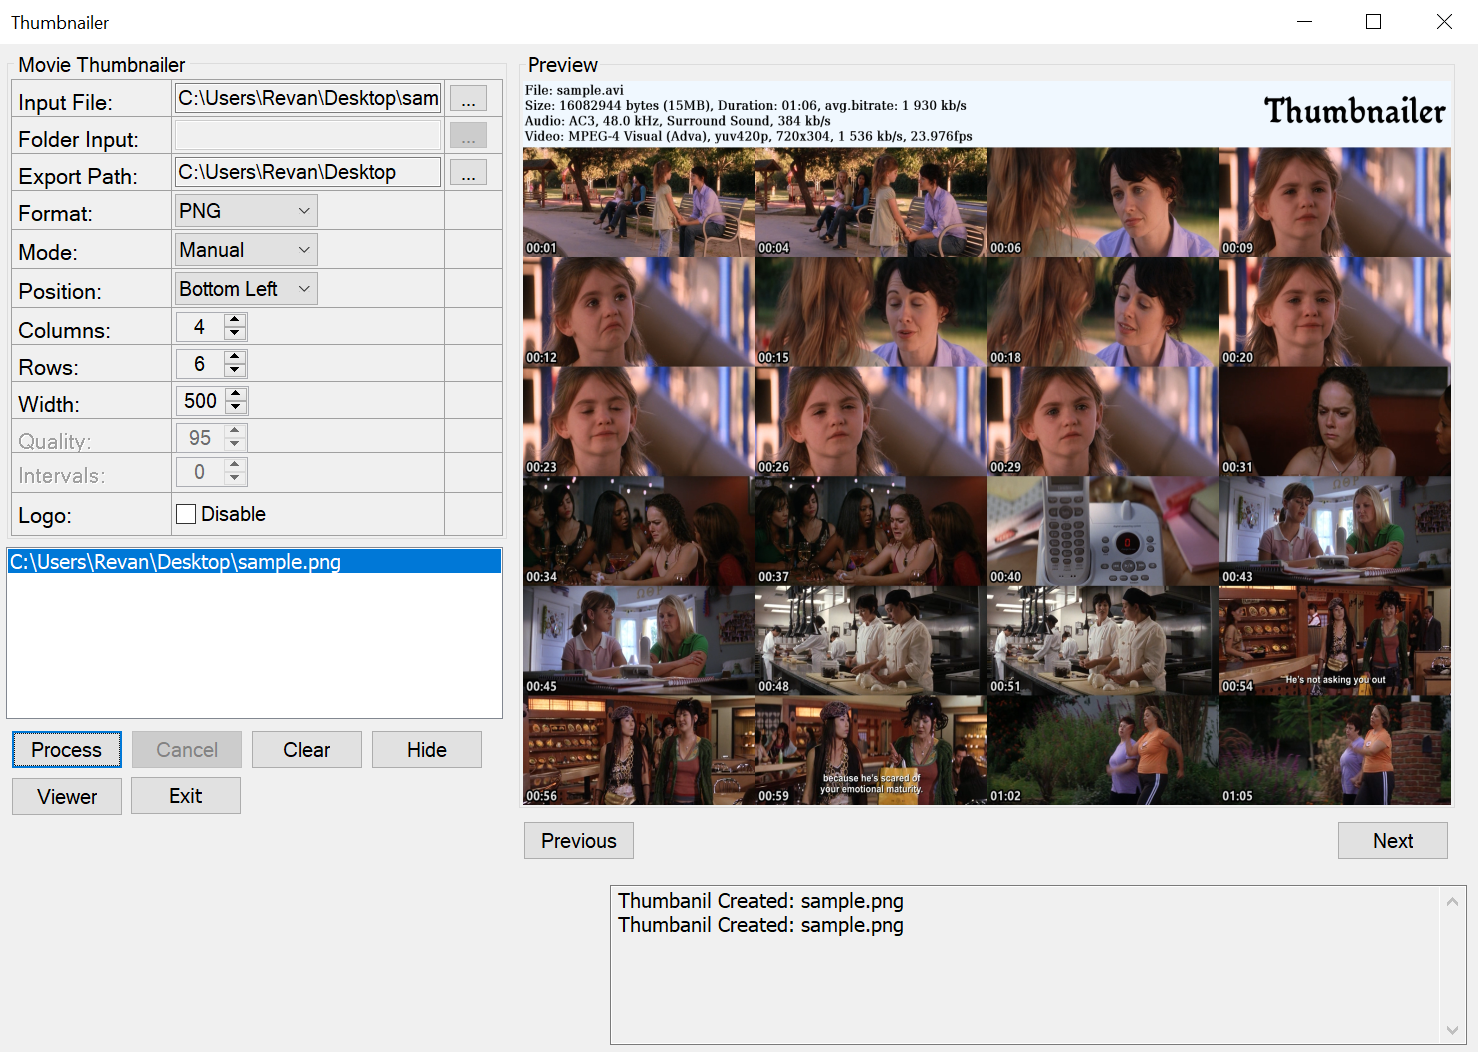 Thumbnailer
Movie Thumbnailer
Input File: C:\Users\Revan\Desktop\sam ...
Folder Input: ...
Export Path: C:\Users\Revan\Desktop ...
Format: PNG
Mode: Manual
Position: Bottom Left
Columns: 4
Rows: 6
Width: 500
Quality: 95
Intervals: 0
Logo: Disable
C:\Users\Revan\Desktop\sample.png
Process Cancel Clear Hide
Viewer Exit
Preview
File: sample.avi
Size: 16082944 bytes (15MB), Duration: 01:06, avg.bitrate: 1 930 kb/s
Audio: AC3, 48.0 kHz, Surround Sound, 384 kb/s
Video: MPEG-4 Visual (Adva), yuv420p, 720x304, 1 536 kb/s, 23.976fps
Thumbnailer
00:01 00:04 00:06 00:09
00:12 00:15 00:18 00:20
00:23 00:26 00:29 00:31
00:34 00:37 00:40 00:43
00:45 00:48 00:51 00:54
He's not asking you out
because he's scared of
your emotional maturity.
00:56 00:59 01:02 01:05
Previous Next
Thumbanil Created: sample.png
Thumbanil Created: sample.png